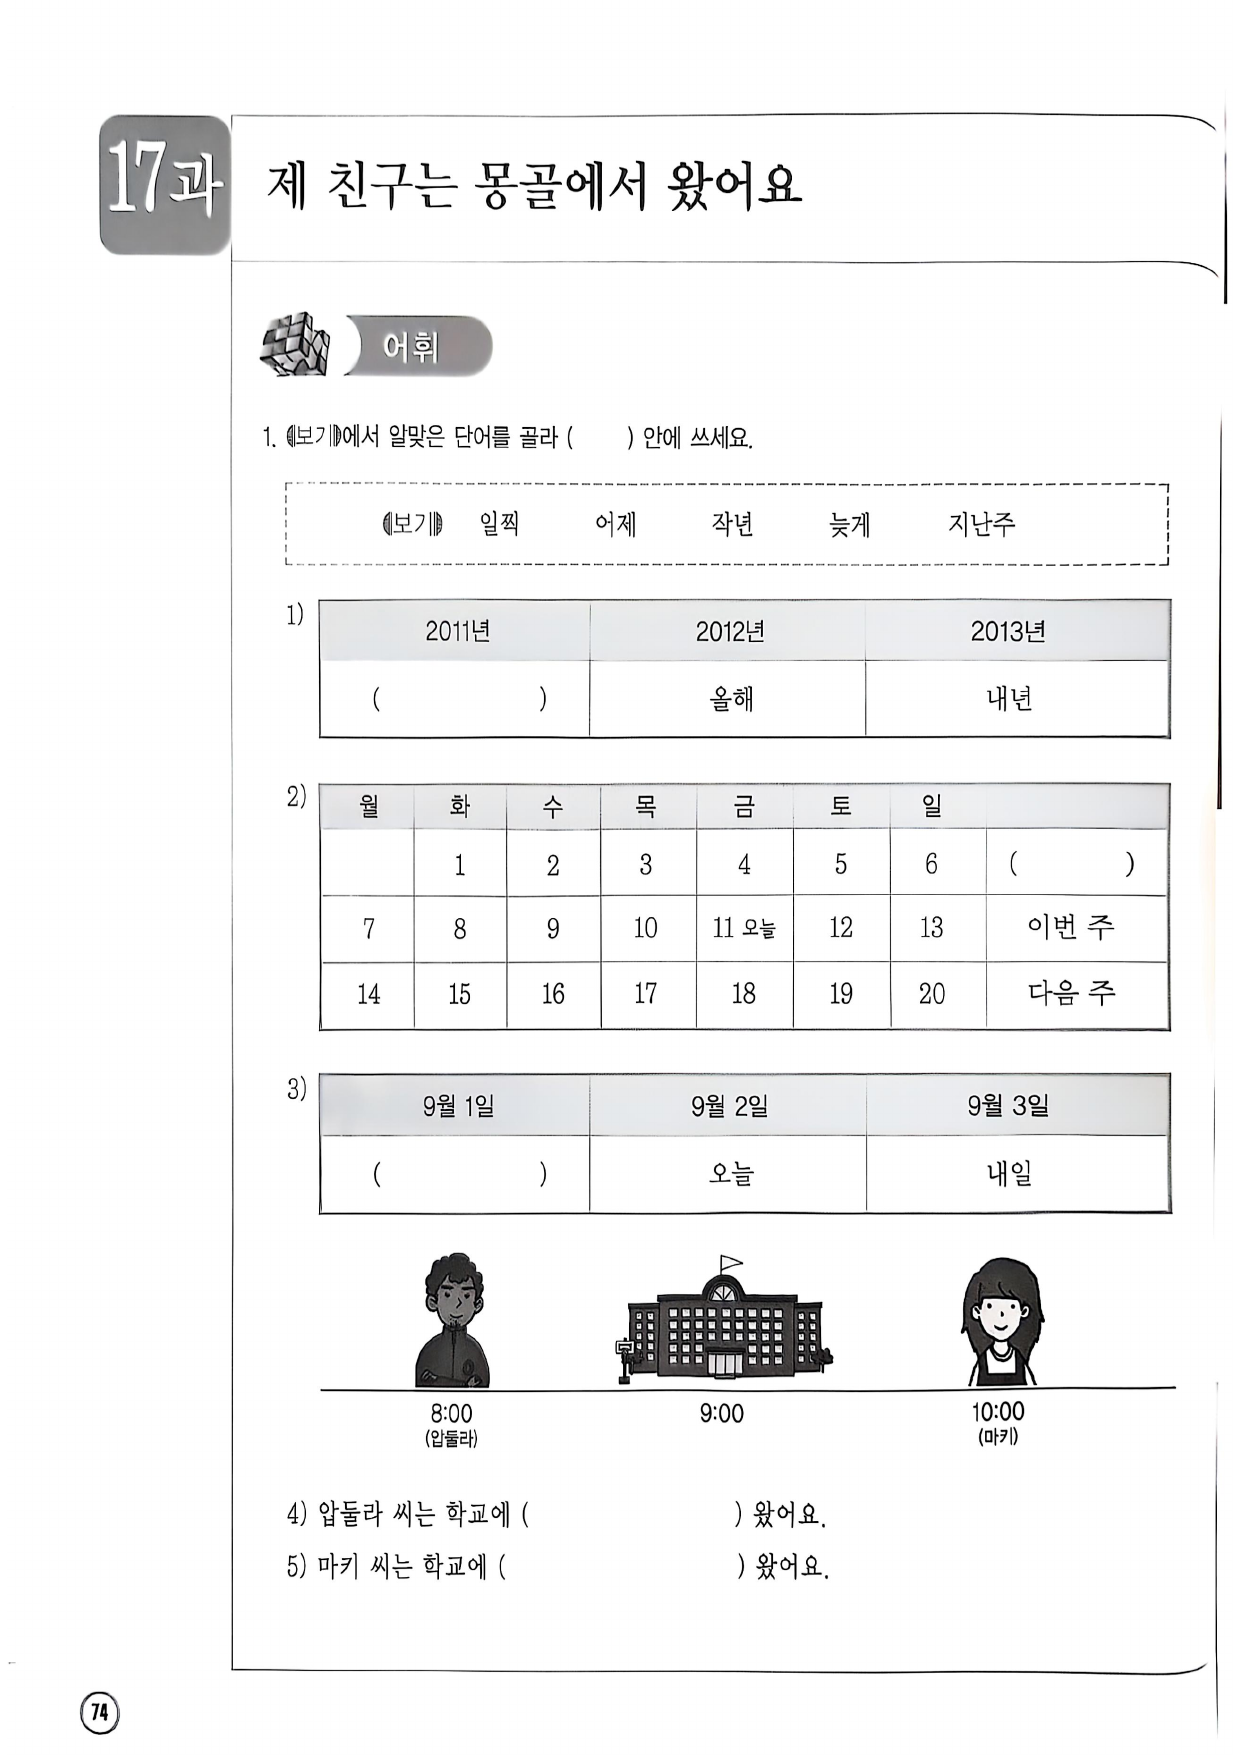 17과
제 친구는 몽골에서 왔어요
어휘
1. 《보기》에서 알맞은 단어를 골라 (      ) 안에 쓰세요.
《보기》 일찍 어제 작년 늦게 지난주
1)
2011년 2012년 2013년
(      ) 올해 내년
2)
월 화 수 목 금 토 일
1 2 3 4 5 6 (      )
7 8 9 10 11 오늘 12 13 이번 주
14 15 16 17 18 19 20 다음 주
3)
9월 1일 9월 2일 9월 3일
(      ) 오늘 내일
8:00 9:00 10:00
(압둘라) (마키)
4) 압둘라 씨는 학교에 (      ) 왔어요.
5) 마키 씨는 학교에 (      ) 왔어요.
74